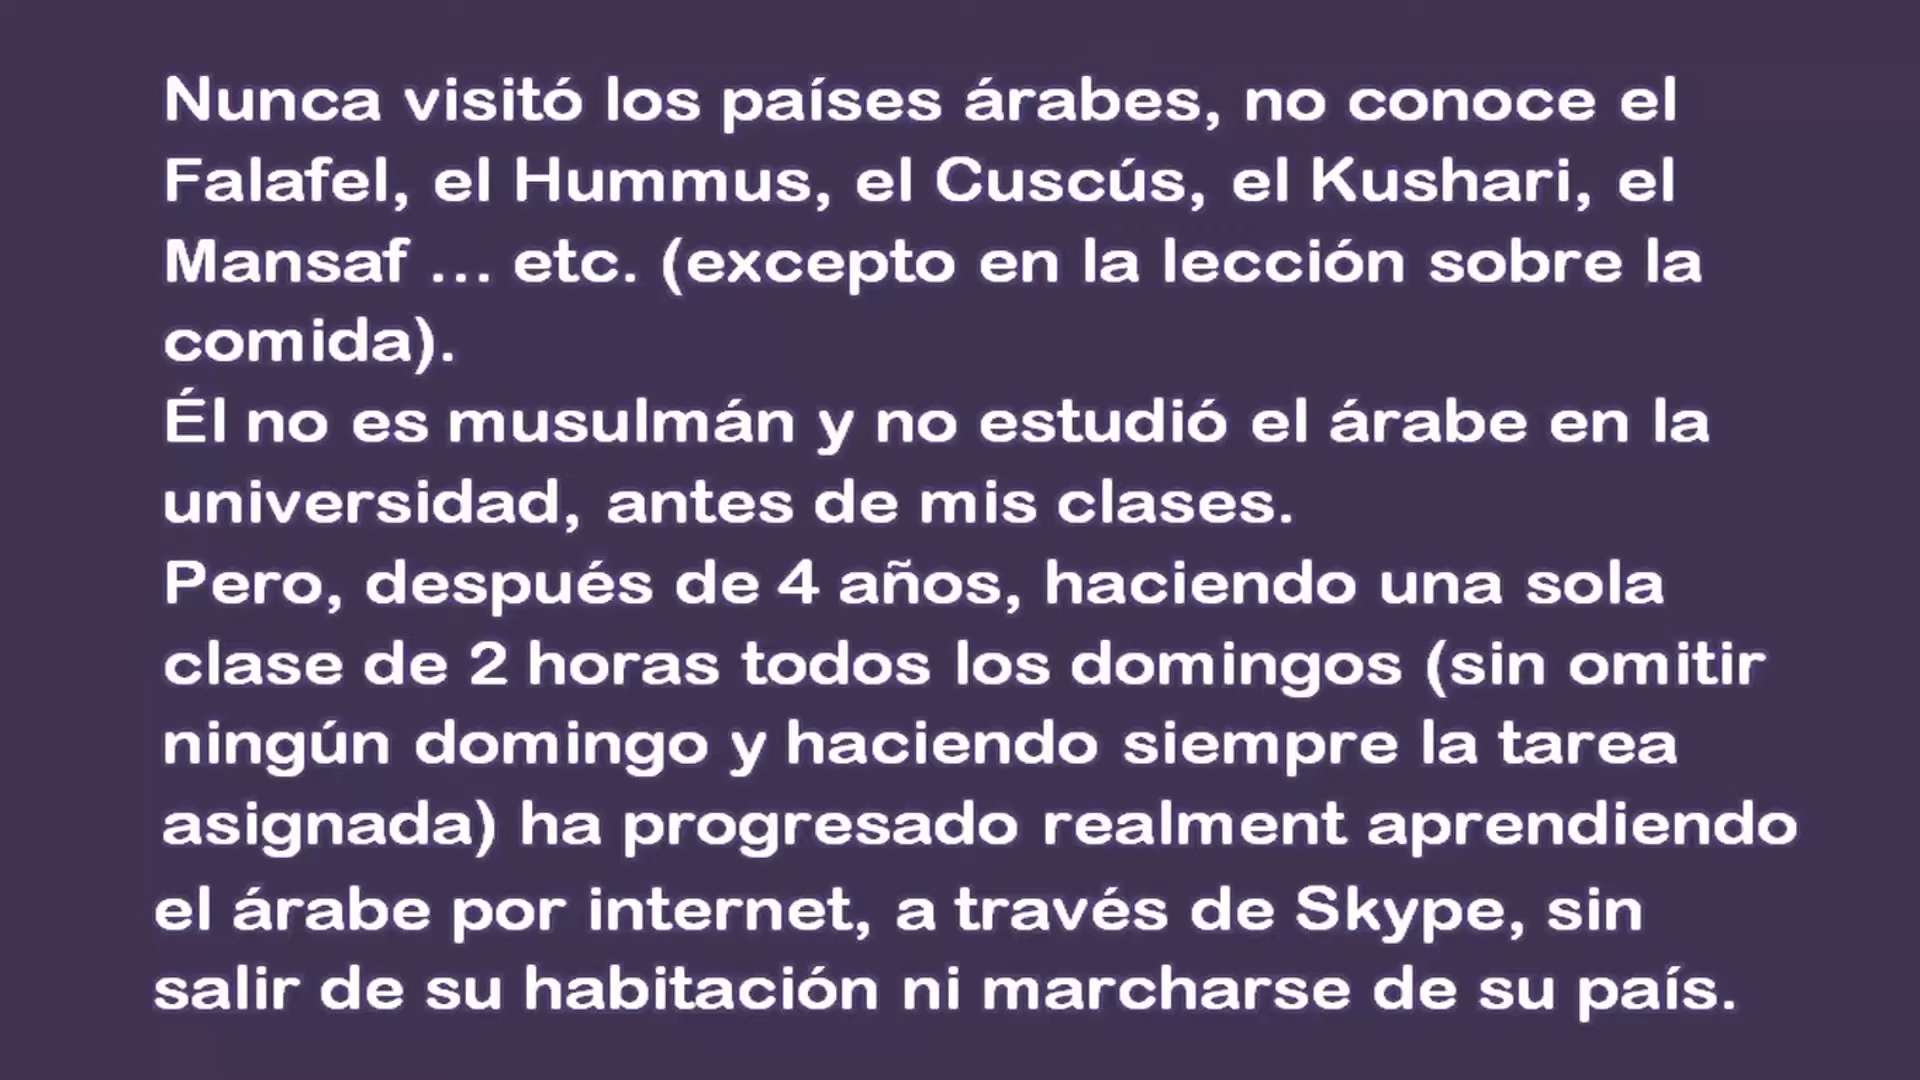 Nunca visitó los países árabes, no conoce el
Falafel, el Hummus, el Cuscús, el Kushari, el
Mansaf ... etc. (excepto en la lección sobre la
comida).
Él no es musulmán y no estudió el árabe en la
universidad, antes de mis clases.
Pero, después de 4 años, haciendo una sola
clase de 2 horas todos los domingos (sin omitir
ningún domingo y haciendo siempre la tarea
asignada) ha progresado realment aprendiendo
el árabe por internet, a través de Skype, sin
salir de su habitación ni marcharse de su país.